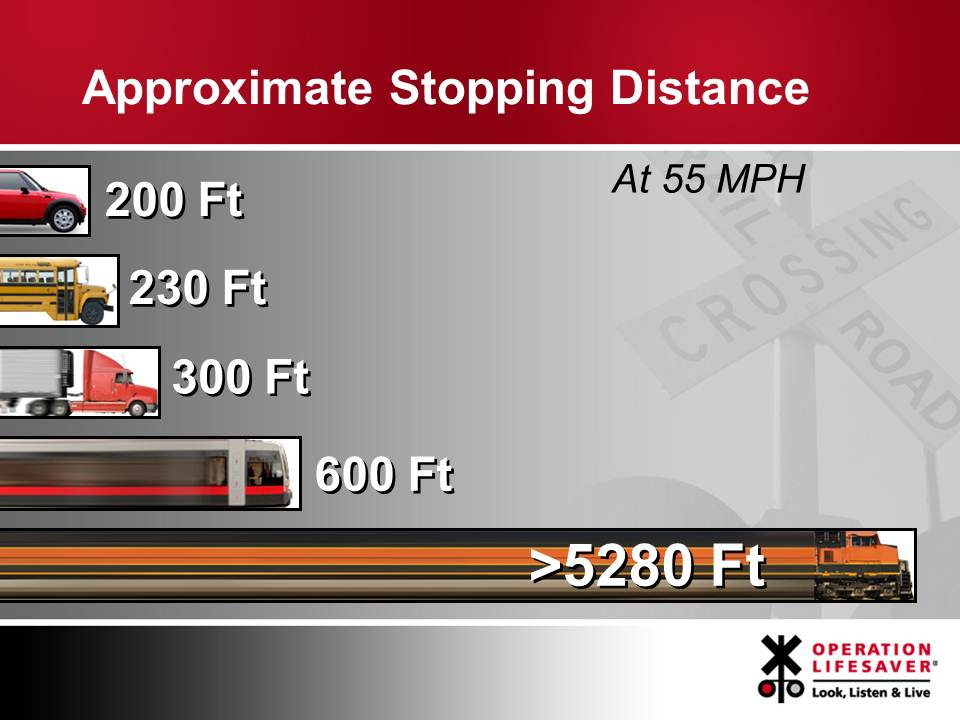 Approximate Stopping Distance
At 55 MPH
200 Ft
230 Ft
300 Ft
600 Ft
>5280 Ft
RAIL
CROSSING
ROAD
OPERATION
LIFESAVER®
Look, Listen & Live